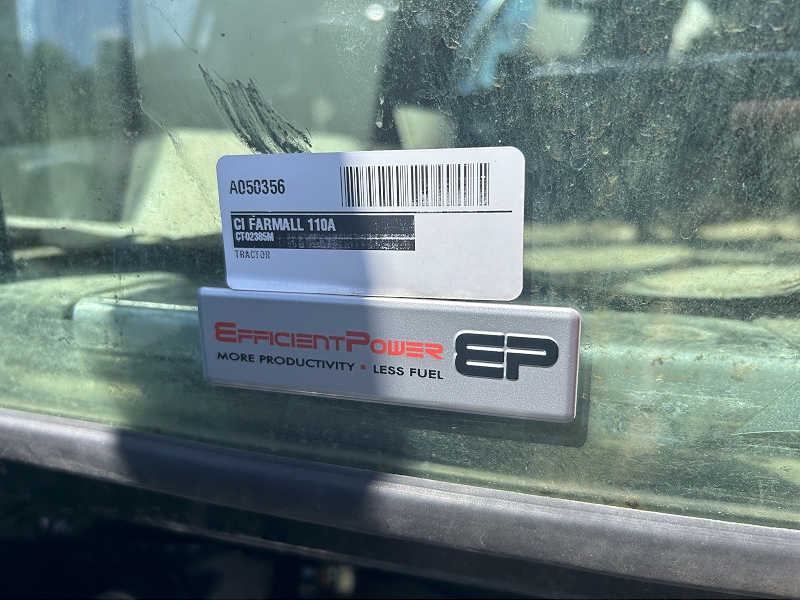 A050356
CI FARMALL 110A
CT02385M
TRACTOR
EFFICIENTPOWER
MORE PRODUCTIVITY ▪ LESS FUEL
EP